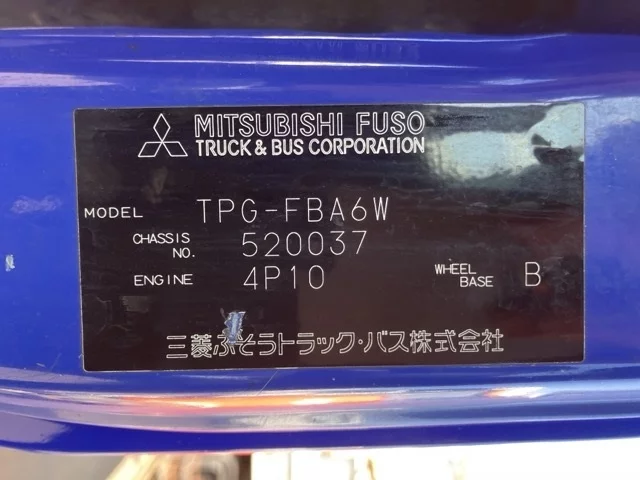 MITSUBISHI FUSO
TRUCK & BUS CORPORATION
MODEL TPG-FBA6W
CHASSIS NO. 520037
ENGINE 4P10 WHEEL BASE B
三菱ふそうトラック・バス株式会社